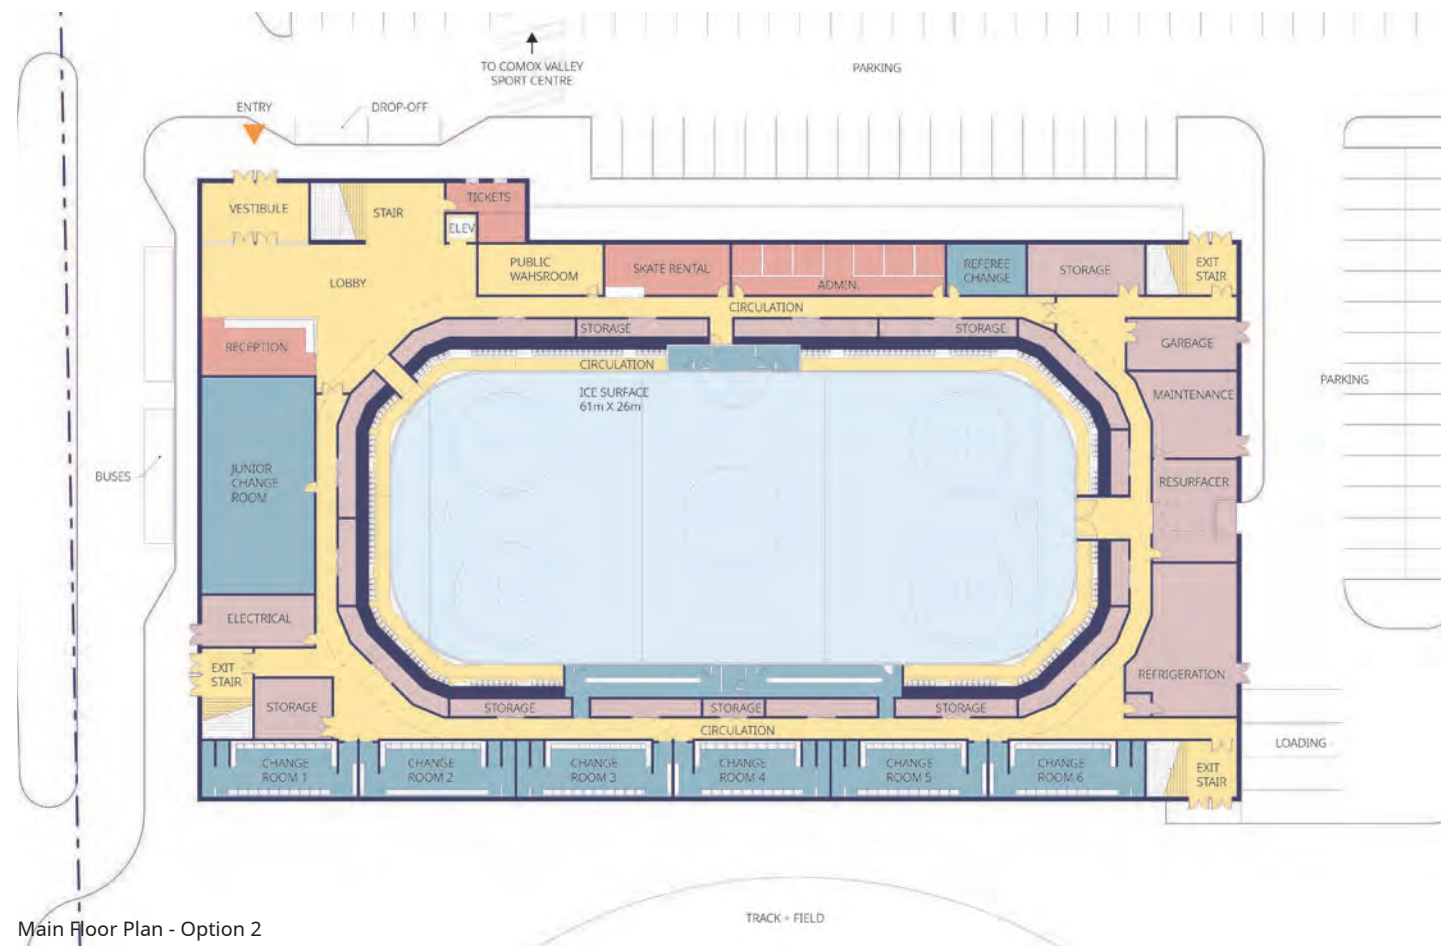 TO COMOX VALLEY
SPORT CENTRE
PARKING
ENTRY
DROP-OFF
TICKETS
VESTIBULE
STAIR
ELEV
PUBLIC
WAHSROOM
SKATE RENTAL
ADMIN.
REFEREE
CHANGE
STORAGE
EXIT
STAIR
LOBBY
CIRCULATION
STORAGE
STORAGE
RECEPTION
GARBAGE
CIRCULATION
ICE SURFACE
61m X 26m
MAINTENANCE
PARKING
JUNIOR
CHANGE
ROOM
BUSES
RESURFACER
ELECTRICAL
EXIT
STAIR
REFRIGERATION
STORAGE
STORAGE
STORAGE
STORAGE
CIRCULATION
LOADING
CHANGE
ROOM 1
CHANGE
ROOM 2
CHANGE
ROOM 3
CHANGE
ROOM 4
CHANGE
ROOM 5
CHANGE
ROOM 6
EXIT
STAIR
TRACK + FIELD
Main Floor Plan - Option 2